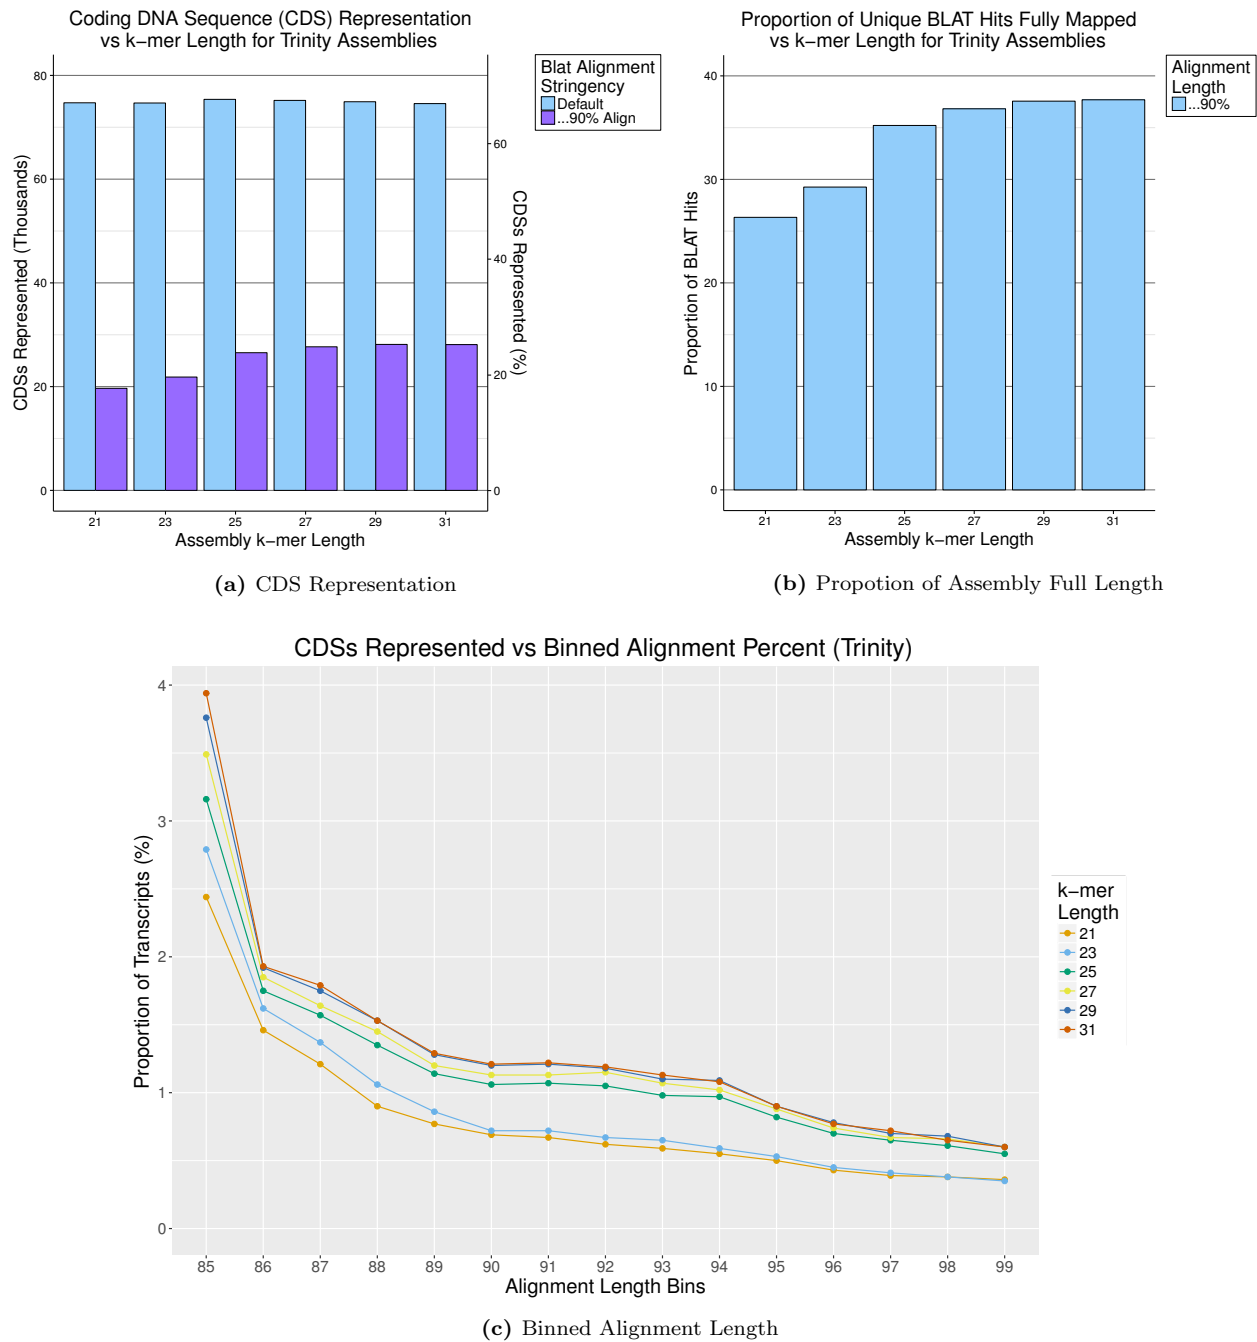 Coding DNA Sequence (CDS) Representation
vs k−mer Length for Trinity Assemblies
CDSs Represented (Thousands)
80
60
40
20
0
CDSs Represented (%)
60
40
20
0
21 23 25 27 29 31
Assembly k−mer Length
Blat Alignment
Stringency
Default
...90% Align
(a) CDS Representation
Proportion of Unique BLAT Hits Fully Mapped
vs k−mer Length for Trinity Assemblies
Proportion of BLAT Hits
40
30
20
10
0
21 23 25 27 29 31
Assembly k−mer Length
Alignment
Length
...90%
(b) Propotion of Assembly Full Length
CDSs Represented vs Binned Alignment Percent (Trinity)
Proportion of Transcripts (%)
4
3
2
1
0
85 86 87 88 89 90 91 92 93 94 95 96 97 98 99
Alignment Length Bins
k−mer
Length
21
23
25
27
29
31
(c) Binned Alignment Length